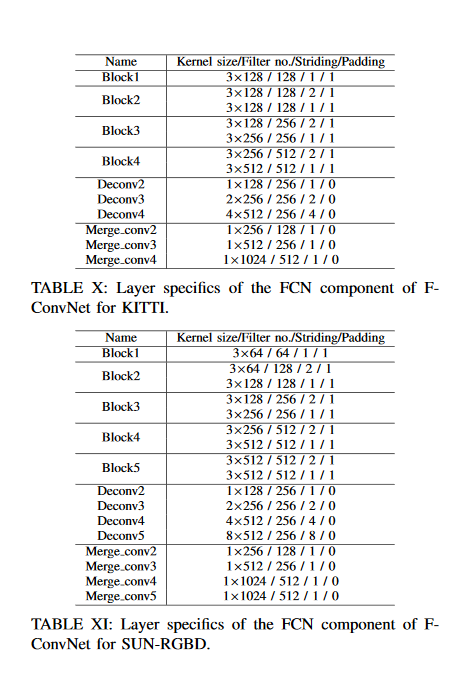 Name Kernel size/Filter no./Striding/Padding
Block1 3×128 / 128 / 1 / 1
Block2 3×128 / 128 / 2 / 1
3×128 / 128 / 1 / 1
Block3 3×128 / 256 / 2 / 1
3×256 / 256 / 1 / 1
Block4 3×256 / 512 / 2 / 1
3×512 / 512 / 1 / 1
Deconv2 1×128 / 256 / 1 / 0
Deconv3 2×256 / 256 / 2 / 0
Deconv4 4×512 / 256 / 4 / 0
Merge_conv2 1×256 / 128 / 1 / 0
Merge_conv3 1×512 / 256 / 1 / 0
Merge_conv4 1×1024 / 512 / 1 / 0
TABLE X: Layer specifics of the FCN component of F-
ConvNet for KITTI.
Name Kernel size/Filter no./Striding/Padding
Block1 3×64 / 64 / 1 / 1
Block2 3×64 / 128 / 2 / 1
3×128 / 128 / 1 / 1
Block3 3×128 / 256 / 2 / 1
3×256 / 256 / 1 / 1
Block4 3×256 / 512 / 2 / 1
3×512 / 512 / 1 / 1
Block5 3×512 / 512 / 2 / 1
3×512 / 512 / 1 / 1
Deconv2 1×128 / 256 / 1 / 0
Deconv3 2×256 / 256 / 2 / 0
Deconv4 4×512 / 256 / 4 / 0
Deconv5 8×512 / 256 / 8 / 0
Merge_conv2 1×256 / 128 / 1 / 0
Merge_conv3 1×512 / 256 / 1 / 0
Merge_conv4 1×1024 / 512 / 1 / 0
Merge_conv5 1×1024 / 512 / 1 / 0
TABLE XI: Layer specifics of the FCN component of F-
ConvNet for SUN-RGBD.